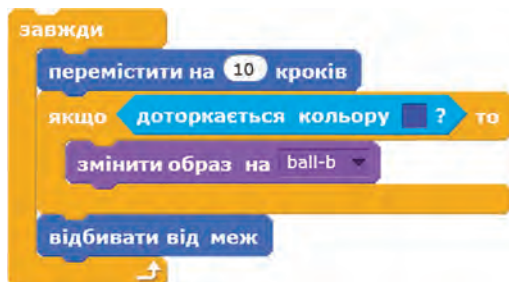 завжди
перемістити на 10 кроків
якщо доторкається кольору ? то
змінити образ на ball-b
відбивати від меж